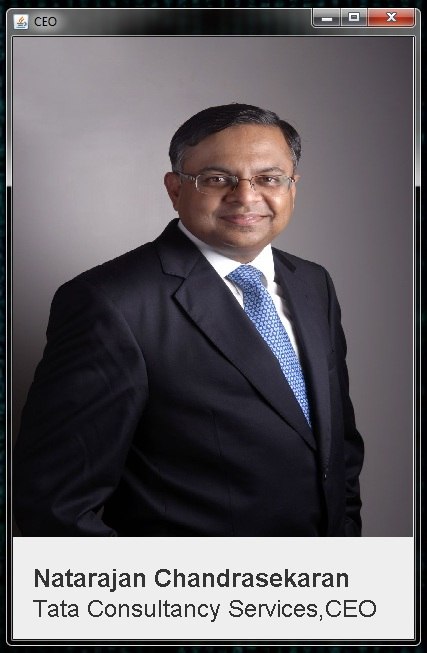 CEO
Natarajan Chandrasekaran
Tata Consultancy Services,CEO